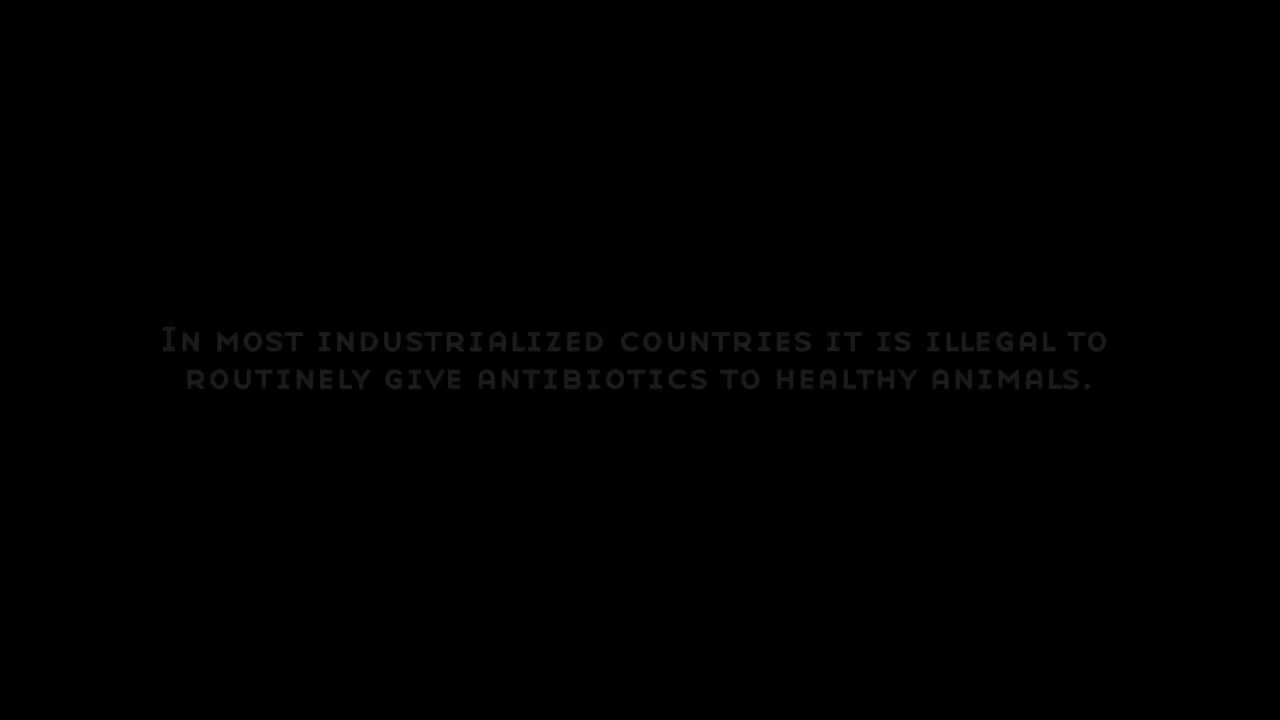 In most industrialized countries it is illegal to
routinely give antibiotics to healthy animals.